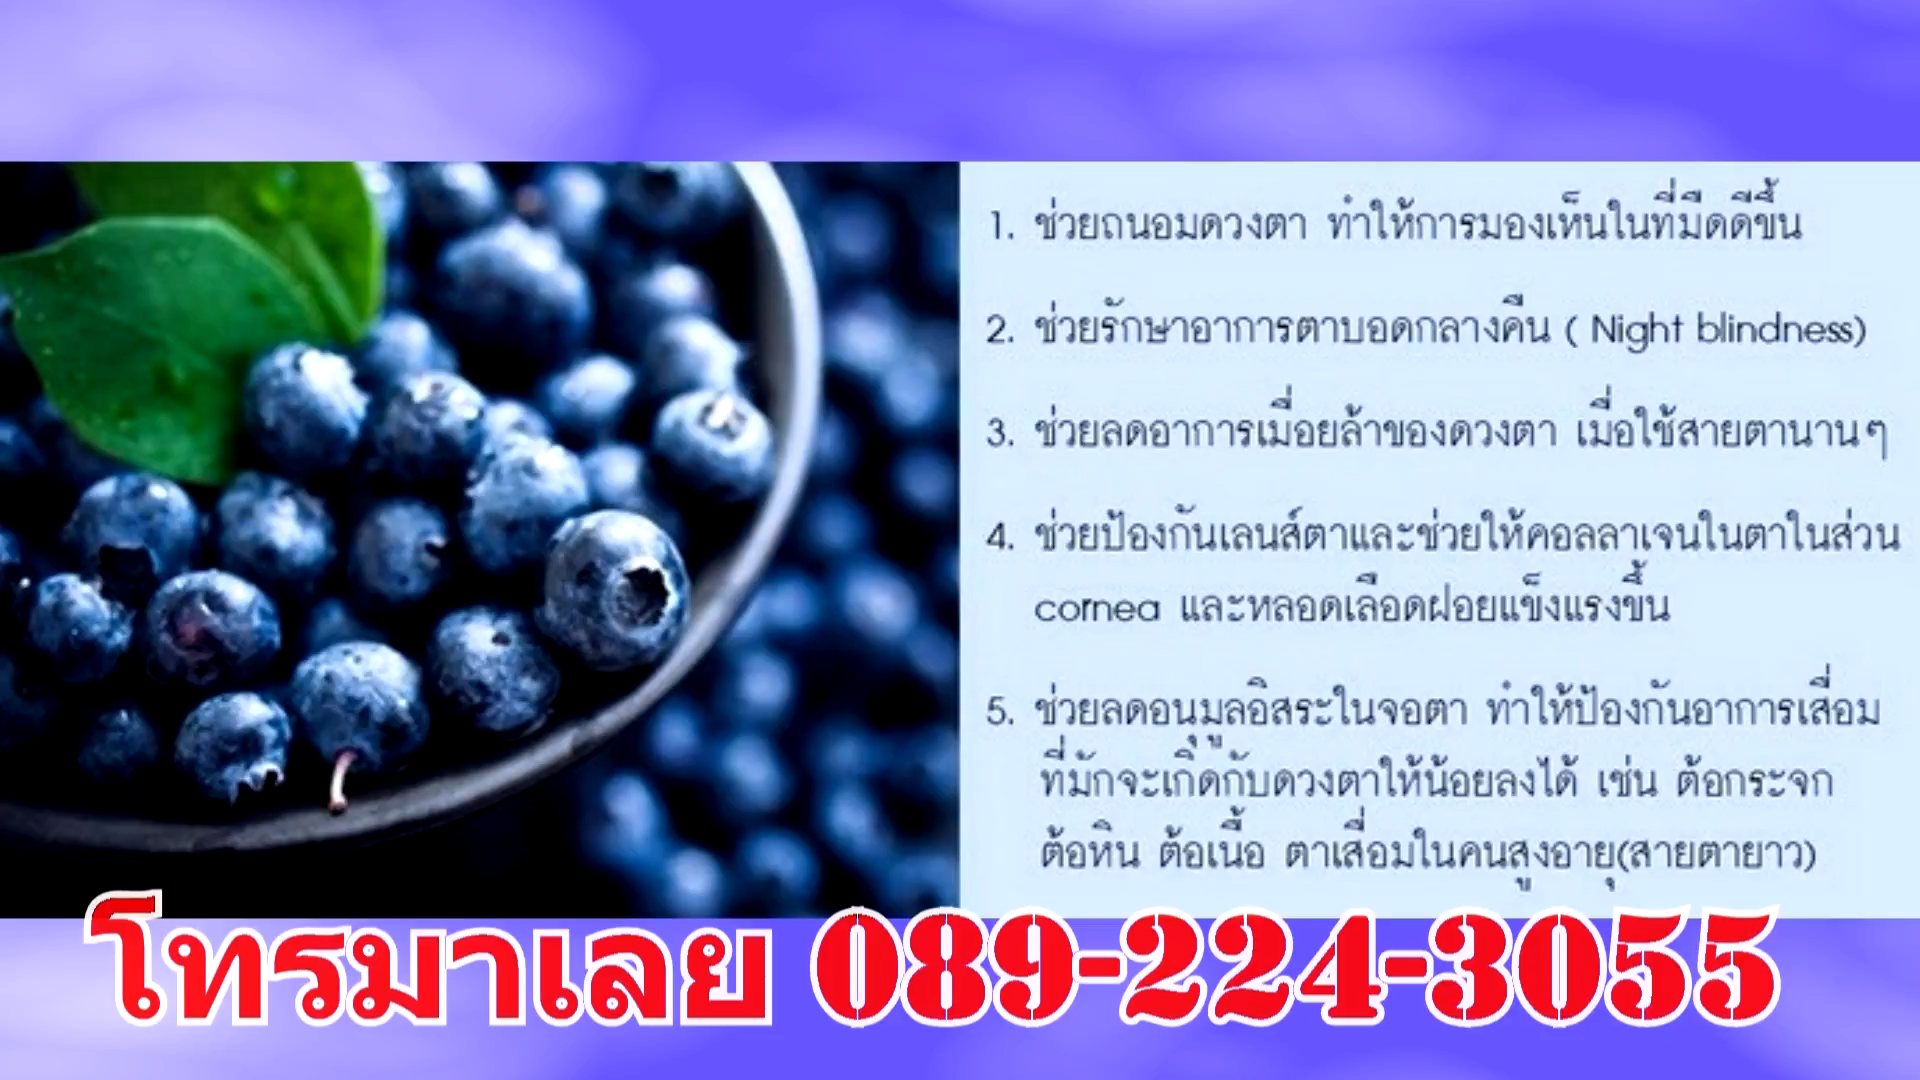 1. ช่วยถนอมดวงตา ทำให้การมองเห็นในที่มืดดีขึ้น
2. ช่วยรักษาอาการตาบอดกลางคืน ( Night blindness)
3. ช่วยลดอาการเมื่อยล้าของดวงตา เมื่อใช้สายตานานๆ
4. ช่วยป้องกันเลนส์ตาและช่วยให้คอลลาเจนในตาในส่วน
cornea และหลอดเลือดฝอยแข็งแรงขึ้น
5. ช่วยลดอนุมูลอิสระในจอตา ทำให้ป้องกันอาการเสื่อม
ที่มักจะเกิดกับดวงตาให้น้อยลงได้ เช่น ต้อกระจก
ต้อหิน ต้อเนื้อ ตาเสื่อมในคนสูงอายุ(สายตายาว)
โทรมาเลย 089-224-3055